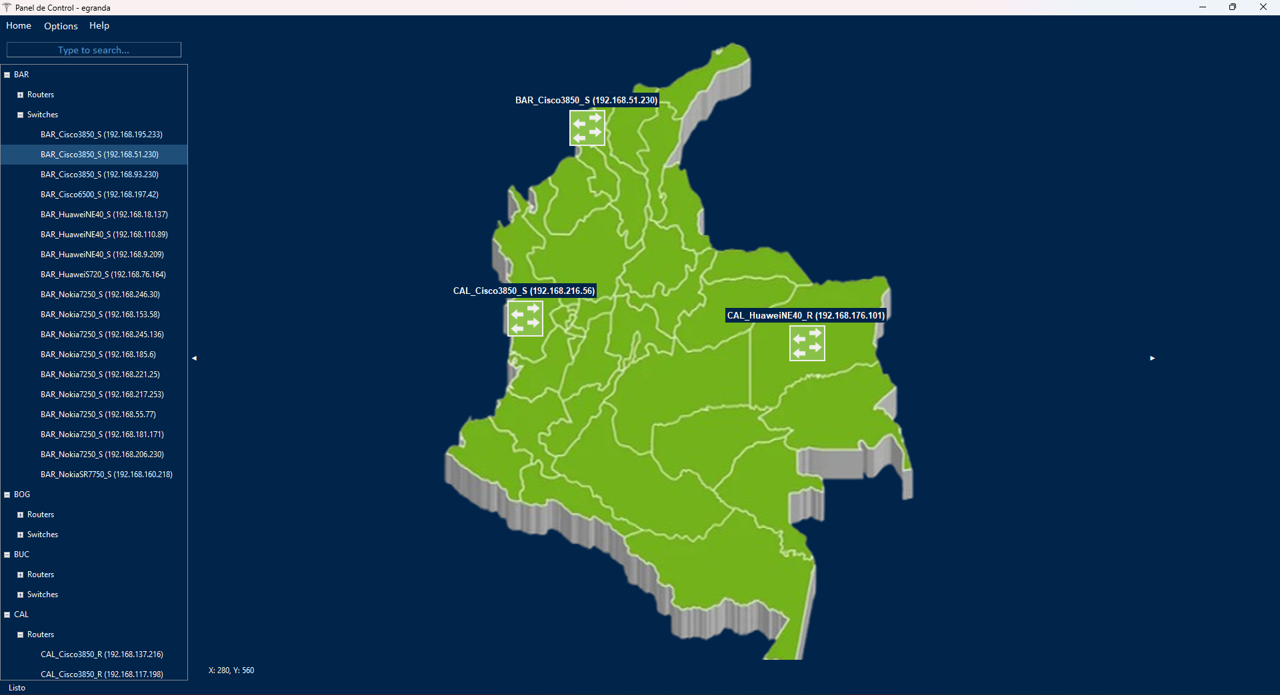 Panel de Control - egranda
Home Options Help
Type to search...
BAR
Routers
Switches
BAR_Cisco3850_S (192.168.195.233)
BAR_Cisco3850_S (192.168.51.230)
BAR_Cisco3850_S (192.168.93.230)
BAR_Cisco6500_S (192.168.197.42)
BAR_HuaweiNE40_S (192.168.18.137)
BAR_HuaweiNE40_S (192.168.110.89)
BAR_HuaweiNE40_S (192.168.9.209)
BAR_HuaweiS720_S (192.168.76.164)
BAR_Nokia7250_S (192.168.246.30)
BAR_Nokia7250_S (192.168.153.58)
BAR_Nokia7250_S (192.168.245.136)
BAR_Nokia7250_S (192.168.185.6)
BAR_Nokia7250_S (192.168.221.25)
BAR_Nokia7250_S (192.168.217.253)
BAR_Nokia7250_S (192.168.55.77)
BAR_Nokia7250_S (192.168.181.171)
BAR_Nokia7250_S (192.168.206.230)
BAR_NokiaSR7750_S (192.168.160.218)
BOG
Routers
Switches
BUC
Routers
Switches
CAL
Routers
CAL_Cisco3850_R (192.168.137.216)
CAL_Cisco3850_R (192.168.117.198)
BAR_Cisco3850_S (192.168.51.230)
CAL_Cisco3850_S (192.168.216.56)
CAL_HuaweiNE40_R (192.168.176.101)
X: 280, Y: 560
Listo